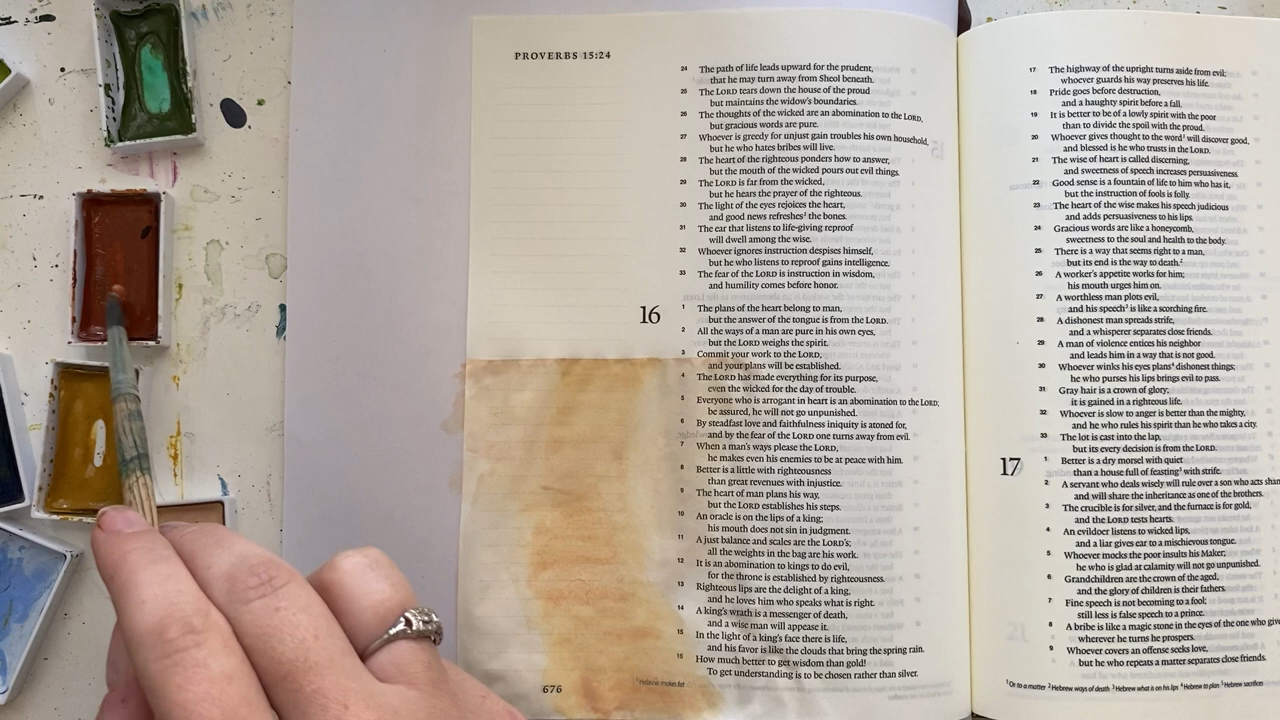 PROVERBS 15:24
24 The path of life leads upward for the prudent,
that he may turn away from Sheol beneath.
25 The LORD tears down the house of the proud
but maintains the widow's boundaries.
26 The thoughts of the wicked are an abomination to the LORD,
but gracious words are pure.
27 Whoever is greedy for unjust gain troubles his own household,
but he who hates bribes will live.
28 The heart of the righteous ponders how to answer,
but the mouth of the wicked pours out evil things.
29 The LORD is far from the wicked,
but he hears the prayer of the righteous.
30 The light of the eyes rejoices the heart,
and good news refreshes¹ the bones.
31 The ear that listens to life-giving reproof
will dwell among the wise.
32 Whoever ignores instruction despises himself,
but he who listens to reproof gains intelligence.
33 The fear of the LORD is instruction in wisdom,
and humility comes before honor.
16
1 The plans of the heart belong to man,
but the answer of the tongue is from the LORD.
2 All the ways of a man are pure in his own eyes,
but the LORD weighs the spirit.
3 Commit your work to the LORD,
and your plans will be established.
4 The LORD has made everything for its purpose,
even the wicked for the day of trouble.
5 Everyone who is arrogant in heart is an abomination to the LORD;
be assured, he will not go unpunished.
6 By steadfast love and faithfulness iniquity is atoned for,
and by the fear of the LORD one turns away from evil.
7 When a man's ways please the LORD,
he makes even his enemies to be at peace with him.
8 Better is a little with righteousness
than great revenues with injustice.
9 The heart of man plans his way,
but the LORD establishes his steps.
10 An oracle is on the lips of a king;
his mouth does not sin in judgment.
11 A just balance and scales are the LORD's;
all the weights in the bag are his work.
12 It is an abomination to kings to do evil,
for the throne is established by righteousness.
13 Righteous lips are the delight of a king,
and he loves him who speaks what is right.
14 A king's wrath is a messenger of death,
and a wise man will appease it.
15 In the light of a king's face there is life,
and his favor is like the clouds that bring the spring rain.
16 How much better to get wisdom than gold!
To get understanding is to be chosen rather than silver.
¹ Hebrew makes fat
676
17 The highway of the upright turns aside from evil;
whoever guards his way preserves his life.
18 Pride goes before destruction,
and a haughty spirit before a fall.
19 It is better to be of a lowly spirit with the poor
than to divide the spoil with the proud.
20 Whoever gives thought to the word¹ will discover good,
and blessed is he who trusts in the LORD.
21 The wise of heart is called discerning,
and sweetness of speech increases persuasiveness.
22 Good sense is a fountain of life to him who has it,
but the instruction of fools is folly.
23 The heart of the wise makes his speech judicious
and adds persuasiveness to his lips.
24 Gracious words are like a honeycomb,
sweetness to the soul and health to the body.
25 There is a way that seems right to a man,
but its end is the way to death.²
26 A worker's appetite works for him;
his mouth urges him on.
27 A worthless man plots evil,
and his speech³ is like a scorching fire.
28 A dishonest man spreads strife,
and a whisperer separates close friends.
29 A man of violence entices his neighbor
and leads him in a way that is not good.
30 Whoever winks his eyes plans⁴ dishonest things;
he who purses his lips brings evil to pass.
31 Gray hair is a crown of glory;
it is gained in a righteous life.
32 Whoever is slow to anger is better than the mighty,
and he who rules his spirit than he who takes a city.
33 The lot is cast into the lap,
but its every decision is from the LORD.
17
1 Better is a dry morsel with quiet
than a house full of feasting⁵ with strife.
2 A servant who deals wisely will rule over a son who acts sham
and will share the inheritance as one of the brothers.
3 The crucible is for silver, and the furnace is for gold,
and the LORD tests hearts.
4 An evildoer listens to wicked lips,
and a liar gives ear to a mischievous tongue.
5 Whoever mocks the poor insults his Maker;
he who is glad at calamity will not go unpunished.
6 Grandchildren are the crown of the aged,
and the glory of children is their fathers.
7 Fine speech is not becoming to a fool;
still less is false speech to a prince.
8 A bribe is like a magic stone in the eyes of the one who give
wherever he turns he prospers.
9 Whoever covers an offense seeks love,
but he who repeats a matter separates close friends.
¹ Or to a matter ² Hebrew ways of death ³ Hebrew what is on his lips ⁴ Hebrew to plan ⁵ Hebrew sacrifices